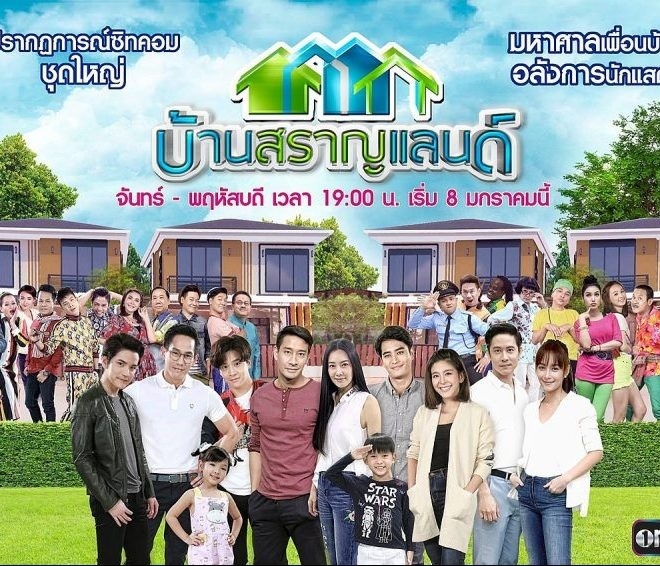 ปรากฏการณ์ซิทคอม
ชุดใหญ่
มหาศาลเพื่อนบ้
อลังการนักแสด
บ้านสราญแลนด์
จันทร์ - พฤหัสบดี เวลา 19:00 น. เริ่ม 8 มกราคมนี้
STAR
WARS